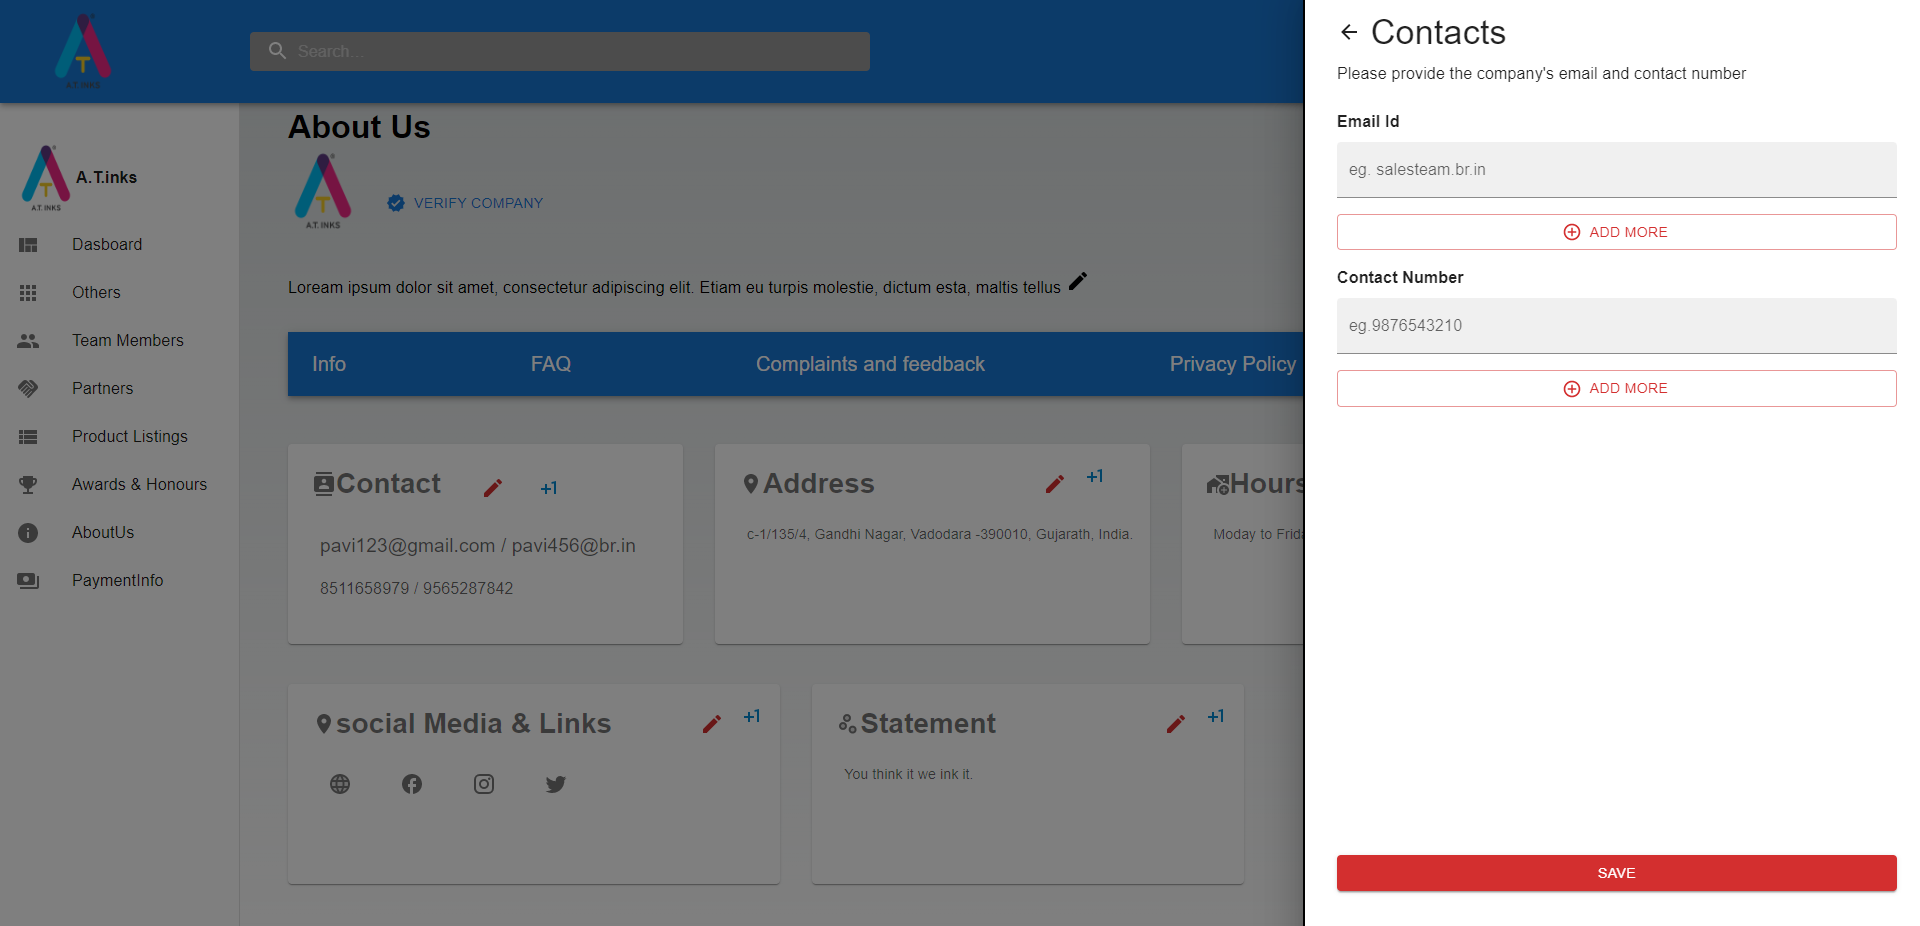 A.T. INKS
Search...
A.T. INKS
A.T.inks
Dasboard
Others
Team Members
Partners
Product Listings
Awards & Honours
AboutUs
PaymentInfo
About Us
A.T. INKS
VERIFY COMPANY
Loream ipsum dolor sit amet, consectetur adipiscing elit. Etiam eu turpis molestie, dictum esta, maltis tellus
Info FAQ Complaints and feedback Privacy Policy
Contact +1
pavi123@gmail.com / pavi456@br.in
8511658979 / 9565287842
Address +1
c-1/135/4, Gandhi Nagar, Vadodara -390010, Gujarath, India.
Hours
Moday to Frida
social Media & Links +1
Statement +1
You think it we ink it.
Contacts
Please provide the company's email and contact number
Email Id
eg. salesteam.br.in
ADD MORE
Contact Number
eg.9876543210
ADD MORE
SAVE